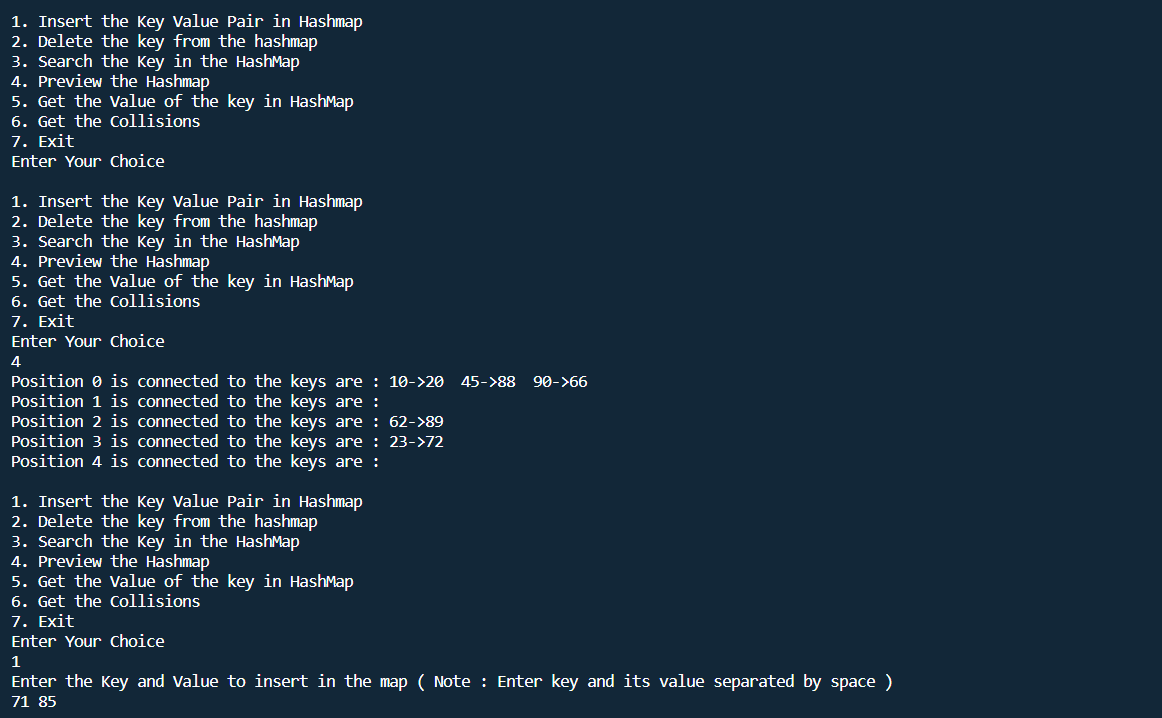 1. Insert the Key Value Pair in Hashmap
2. Delete the key from the hashmap
3. Search the Key in the HashMap
4. Preview the Hashmap
5. Get the Value of the key in HashMap
6. Get the Collisions
7. Exit
Enter Your Choice
1. Insert the Key Value Pair in Hashmap
2. Delete the key from the hashmap
3. Search the Key in the HashMap
4. Preview the Hashmap
5. Get the Value of the key in HashMap
6. Get the Collisions
7. Exit
Enter Your Choice
4
Position 0 is connected to the keys are : 10->20  45->88  90->66
Position 1 is connected to the keys are :
Position 2 is connected to the keys are : 62->89
Position 3 is connected to the keys are : 23->72
Position 4 is connected to the keys are :
1. Insert the Key Value Pair in Hashmap
2. Delete the key from the hashmap
3. Search the Key in the HashMap
4. Preview the Hashmap
5. Get the Value of the key in HashMap
6. Get the Collisions
7. Exit
Enter Your Choice
1
Enter the Key and Value to insert in the map ( Note : Enter key and its value separated by space )
71 85